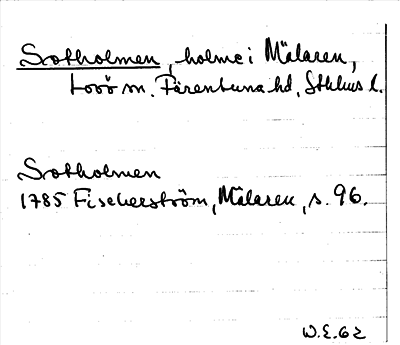 Sotholmen, holme i Mälaren,
Lovö sn. Färentuna hd, Sthlms l.
Sotholmen
1785 Fischerström, Mälaren, s. 96.
W.E.62